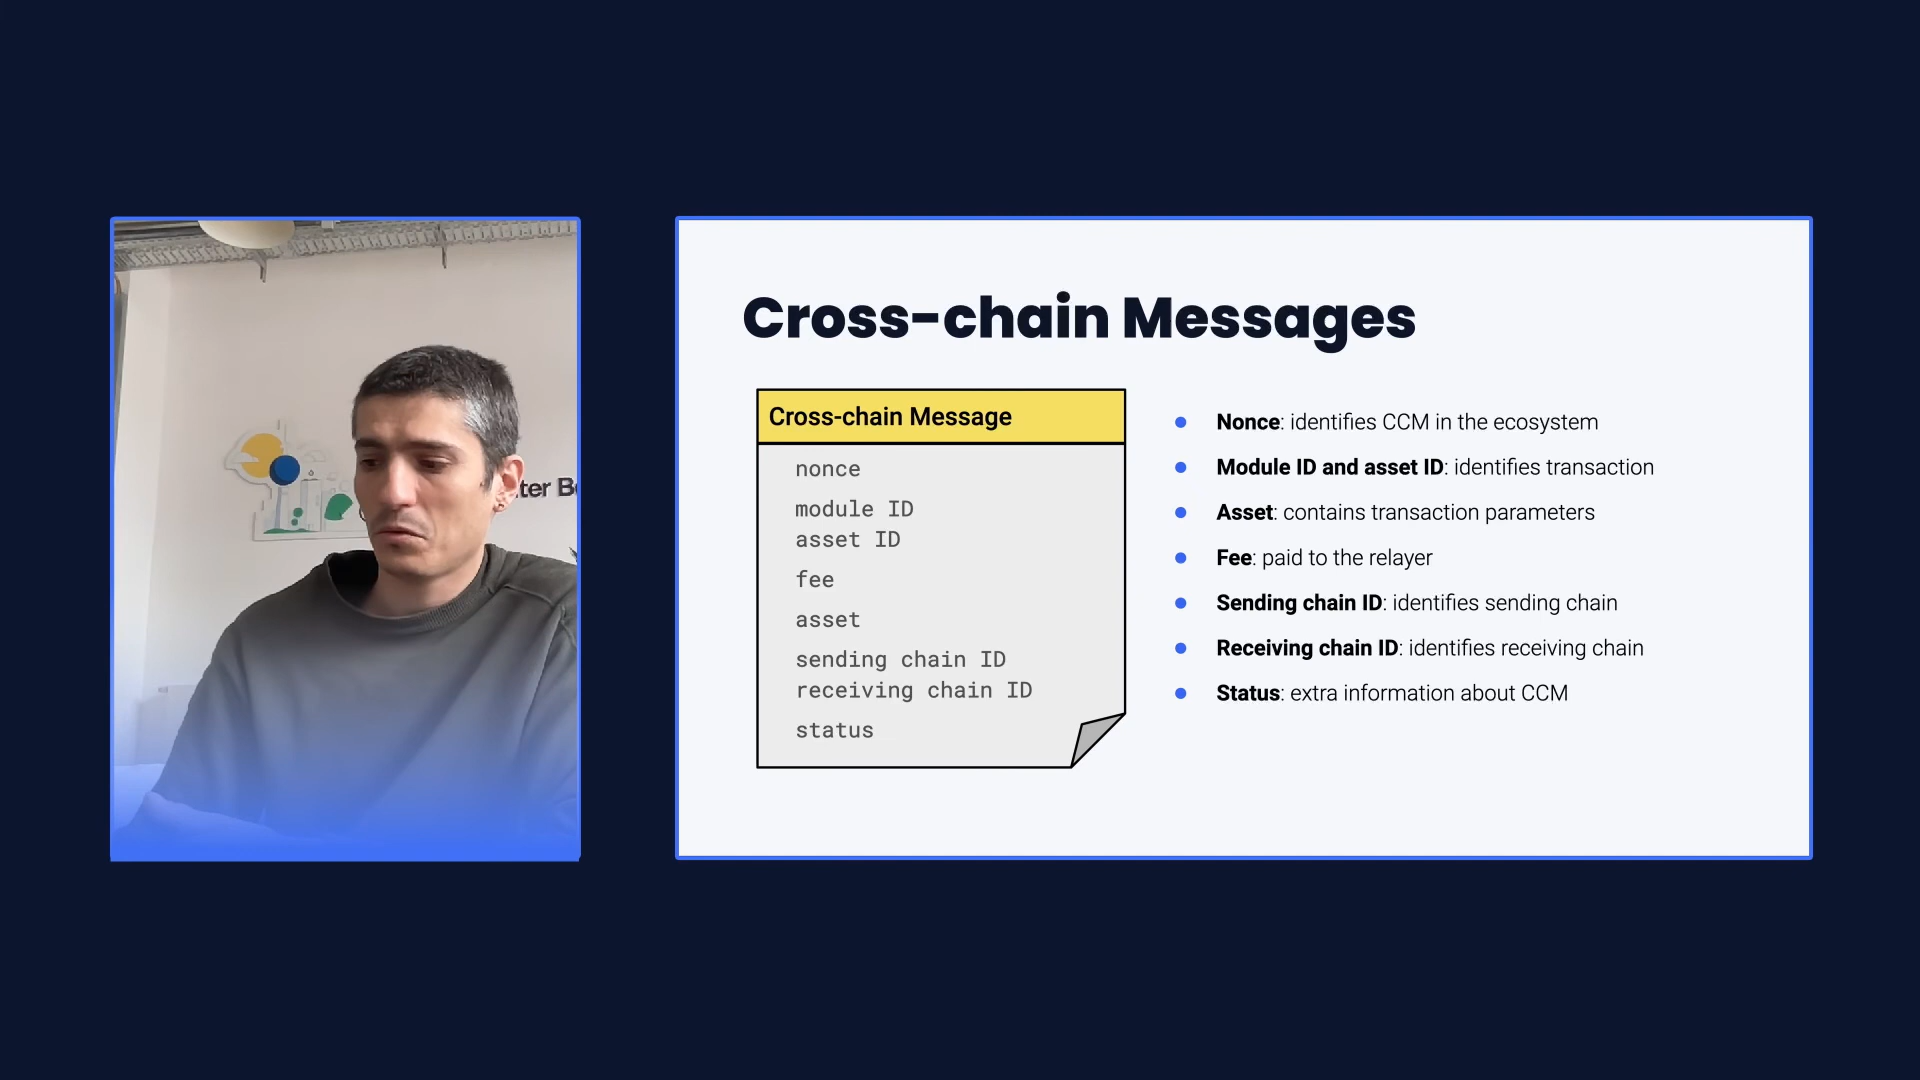 ter B
Cross-chain Messages
Cross-chain Message
nonce
module ID
asset ID
fee
asset
sending chain ID
receiving chain ID
status
Nonce: identifies CCM in the ecosystem
Module ID and asset ID: identifies transaction
Asset: contains transaction parameters
Fee: paid to the relayer
Sending chain ID: identifies sending chain
Receiving chain ID: identifies receiving chain
Status: extra information about CCM